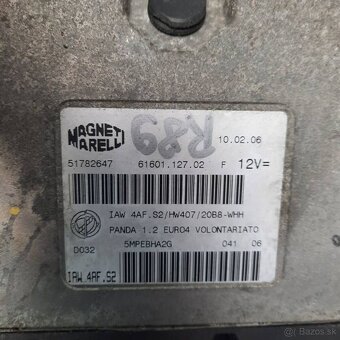 MAGNETI
MARELLI
R89
10.02.06
51782647 61601.127.02 F 12V=
IAW 4AF.S2/HW407/20B8-WHH
PANDA 1.2 EURO4 VOLONTARIATO
D032 5MPEBHA2G 041 06
IAW 4AF.S2
bazar.sk